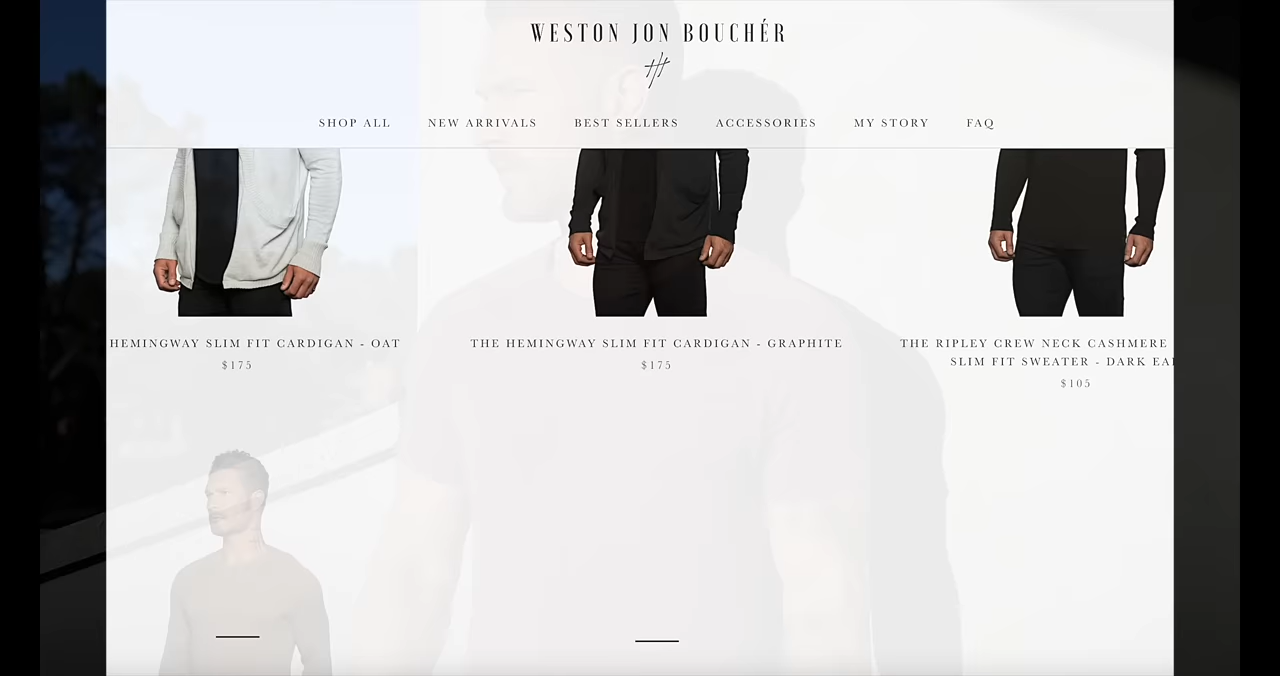 WESTON JON BOUCHÉR
SHOP ALL NEW ARRIVALS BEST SELLERS ACCESSORIES MY STORY FAQ
HEMINGWAY SLIM FIT CARDIGAN - OAT
$175
THE HEMINGWAY SLIM FIT CARDIGAN - GRAPHITE
$175
THE RIPLEY CREW NECK CASHMERE
SLIM FIT SWEATER - DARK
$105